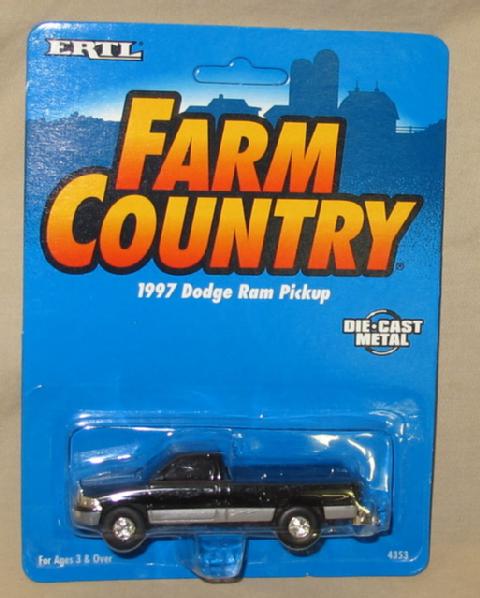 ERTL
FARM
COUNTRY®
1997 Dodge Ram Pickup
DIE•CAST
METAL
For Ages 3 & Over
4353